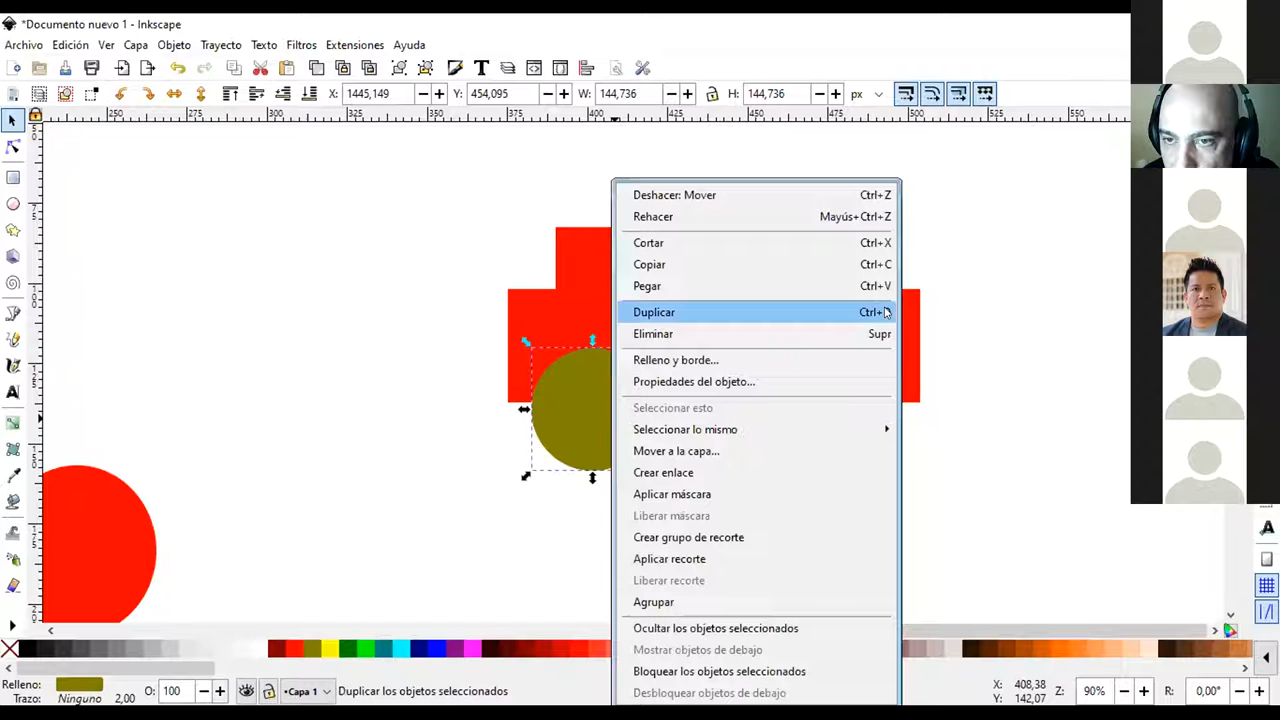 *Documento nuevo 1 - Inkscape
Archivo Edición Ver Capa Objeto Trayecto Texto Filtros Extensiones Ayuda
X: 1445,149 Y: 454,095 W: 144,736 H: 144,736 px
250 275 300 325 350 375 400 425 450 475 500 525 550
Deshacer: Mover Ctrl+Z
Rehacer Mayús+Ctrl+Z
Cortar Ctrl+X
Copiar Ctrl+C
Pegar Ctrl+V
Duplicar
Eliminar Supr
Relleno y borde...
Propiedades del objeto...
Seleccionar esto
Seleccionar lo mismo
Mover a la capa...
Crear enlace
Aplicar máscara
Liberar máscara
Crear grupo de recorte
Aplicar recorte
Liberar recorte
Agrupar
Ocultar los objetos seleccionados
Mostrar objetos de debajo
Bloquear los objetos seleccionados
Desbloquear objetos de debajo
Relleno:
Trazo: Ninguno 2,00
O: 100
•Capa 1
Duplicar los objetos seleccionados
X: 408,38
Y: 142,07
Z: 90%
R: 0,00°